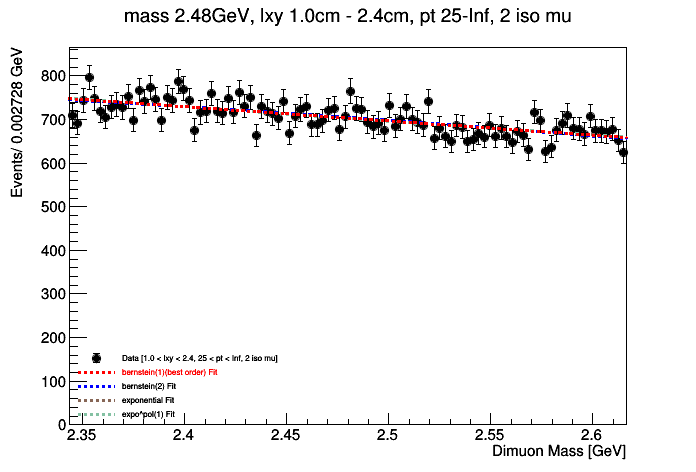 mass 2.48GeV, lxy 1.0cm - 2.4cm, pt 25-Inf, 2 iso mu
Events/ 0.002728 GeV
800
700
600
500
400
300
200
100
0
Data [1.0 < lxy < 2.4, 25 < pt < Inf, 2 iso mu]
bernstein(1)(best order) Fit
bernstein(2) Fit
exponential Fit
expo*pol(1) Fit
2.35 2.4 2.45 2.5 2.55 2.6
Dimuon Mass [GeV]